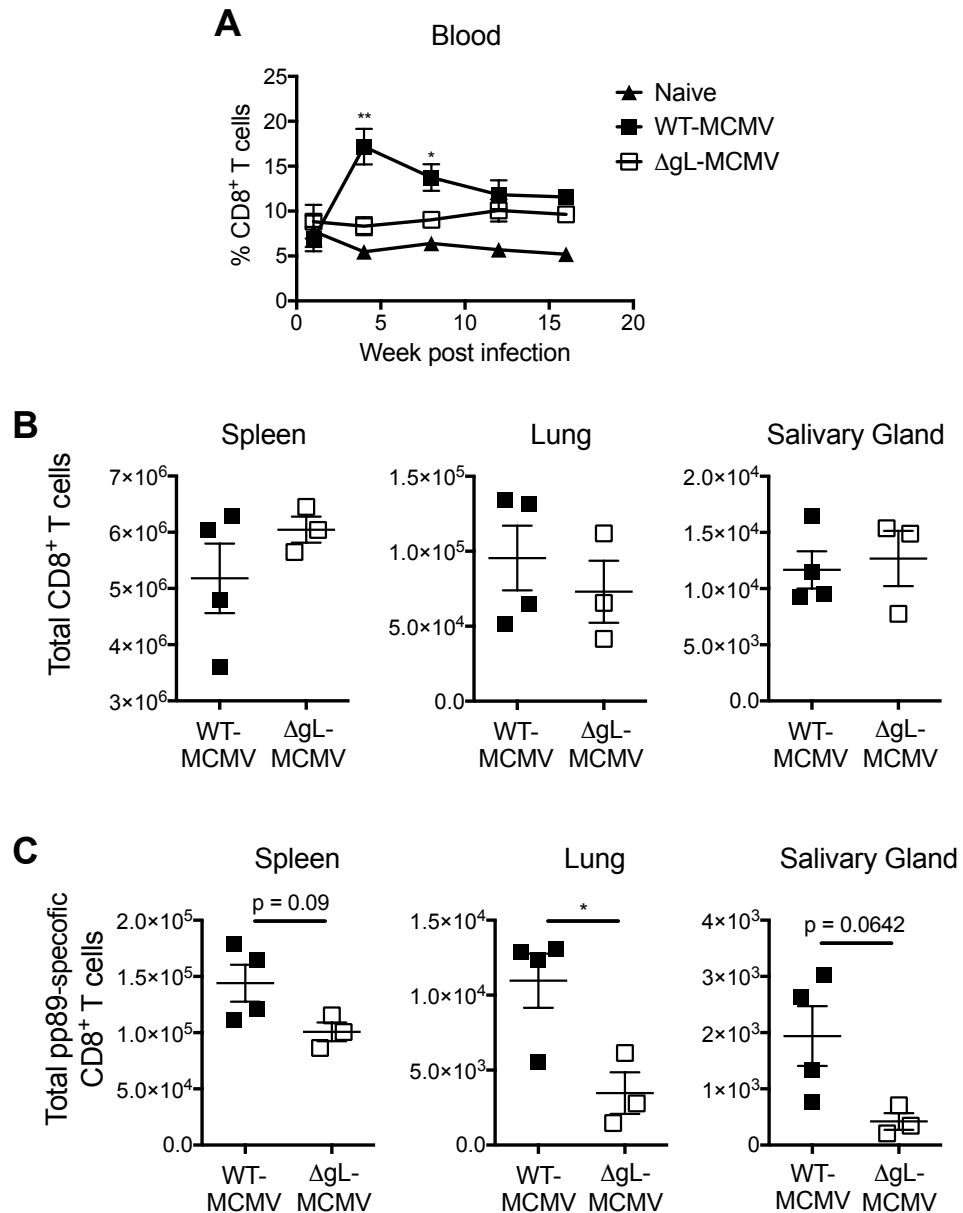 A
Blood
25
20
15
10
5
0
% CD8⁺ T cells
**
*
0 5 10 15 20
Week post infection
Naive
WT-MCMV
ΔgL-MCMV
B
Total CD8⁺ T cells
Spleen
7×10⁶
6×10⁶
5×10⁶
4×10⁶
3×10⁶
WT-
MCMV
ΔgL-
MCMV
Lung
1.5×10⁵
1.0×10⁵
5.0×10⁴
0.0
WT-
MCMV
ΔgL-
MCMV
Salivary Gland
2.0×10⁴
1.5×10⁴
1.0×10⁴
5.0×10³
0.0
WT-
MCMV
ΔgL-
MCMV
C
Total pp89-specofic
CD8⁺ T cells
Spleen
p = 0.09
2.0×10⁵
1.5×10⁵
1.0×10⁵
5.0×10⁴
0.0
WT-
MCMV
ΔgL-
MCMV
Lung
*
1.5×10⁴
1.0×10⁴
5.0×10³
0.0
WT-
MCMV
ΔgL-
MCMV
Salivary Gland
p = 0.0642
4×10³
3×10³
2×10³
1×10³
0
WT-
MCMV
ΔgL-
MCMV